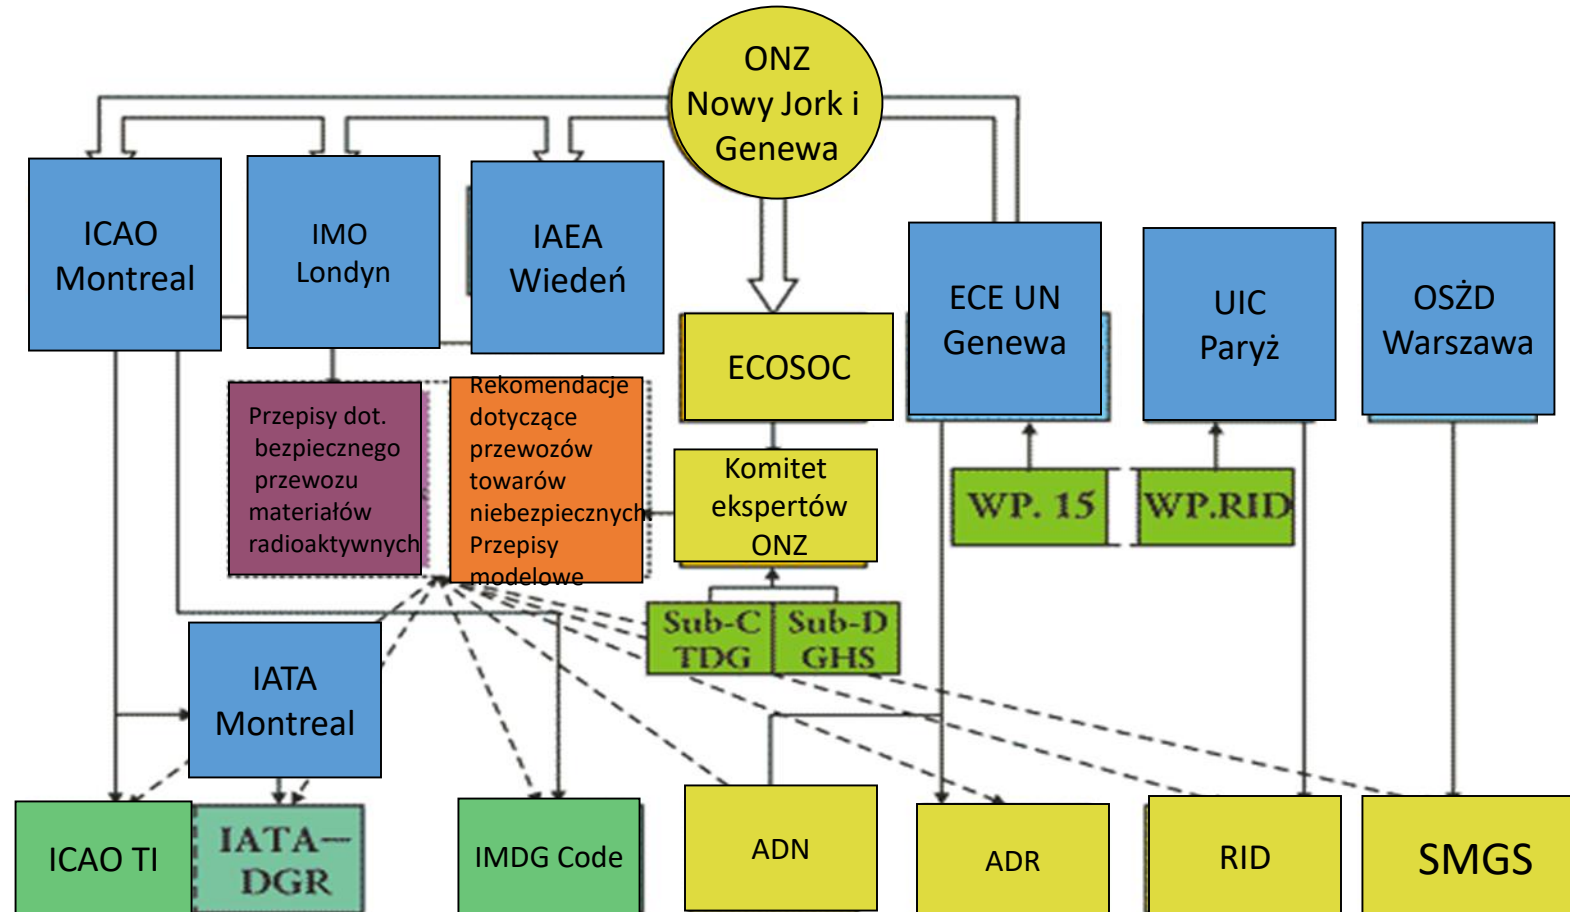 ONZ
Nowy Jork i
Genewa
ICAO
Montreal
IMO
Londyn
IAEA
Wiedeń
ECE UN
Genewa
UIC
Paryż
OSŻD
Warszawa
ECOSOC
Przepisy dot.
bezpiecznego
przewozu
materiałów
radioaktywnych
Rekomendacje
dotyczące
przewozów
towarów
niebezpiecznych.
Przepisy
modelowe
Komitet
ekspertów
ONZ
WP. 15
WP.RID
Sub-C
TDG
Sub-D
GHS
IATA
Montreal
ICAO TI
IATA—
DGR
IMDG Code
ADN
ADR
RID
SMGS